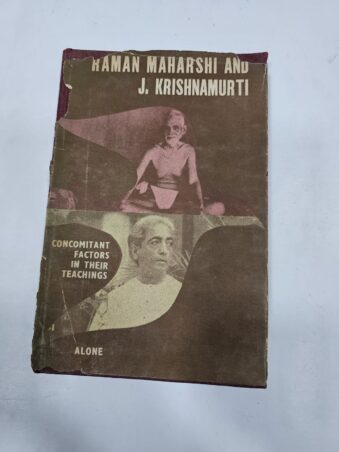 RAMAN MAHARSHI AND
J. KRISHNAMURTI
CONCOMITANT
FACTORS
IN THEIR
TEACHINGS
ALONE